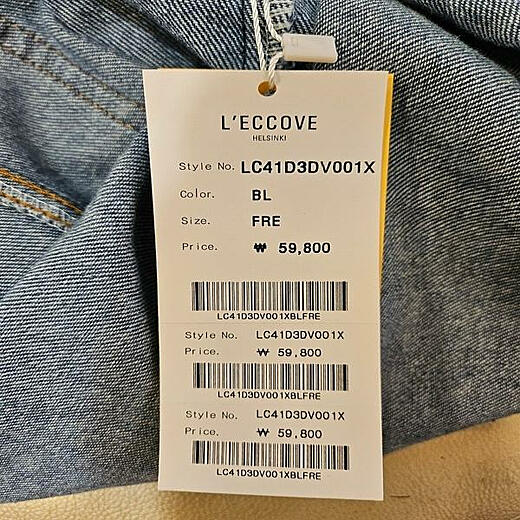 L'ECCOVE
HELSINKI
Style No. LC41D3DV001X
Color. BL
Size. FRE
Price. ₩ 59,800
LC41D3DV001XBLFRE
Style No. LC41D3DV001X
Price. ₩ 59,800
LC41D3DV001XBLFRE
Style No. LC41D3DV001X
Price. ₩ 59,800
LC41D3DV001XBLFRE